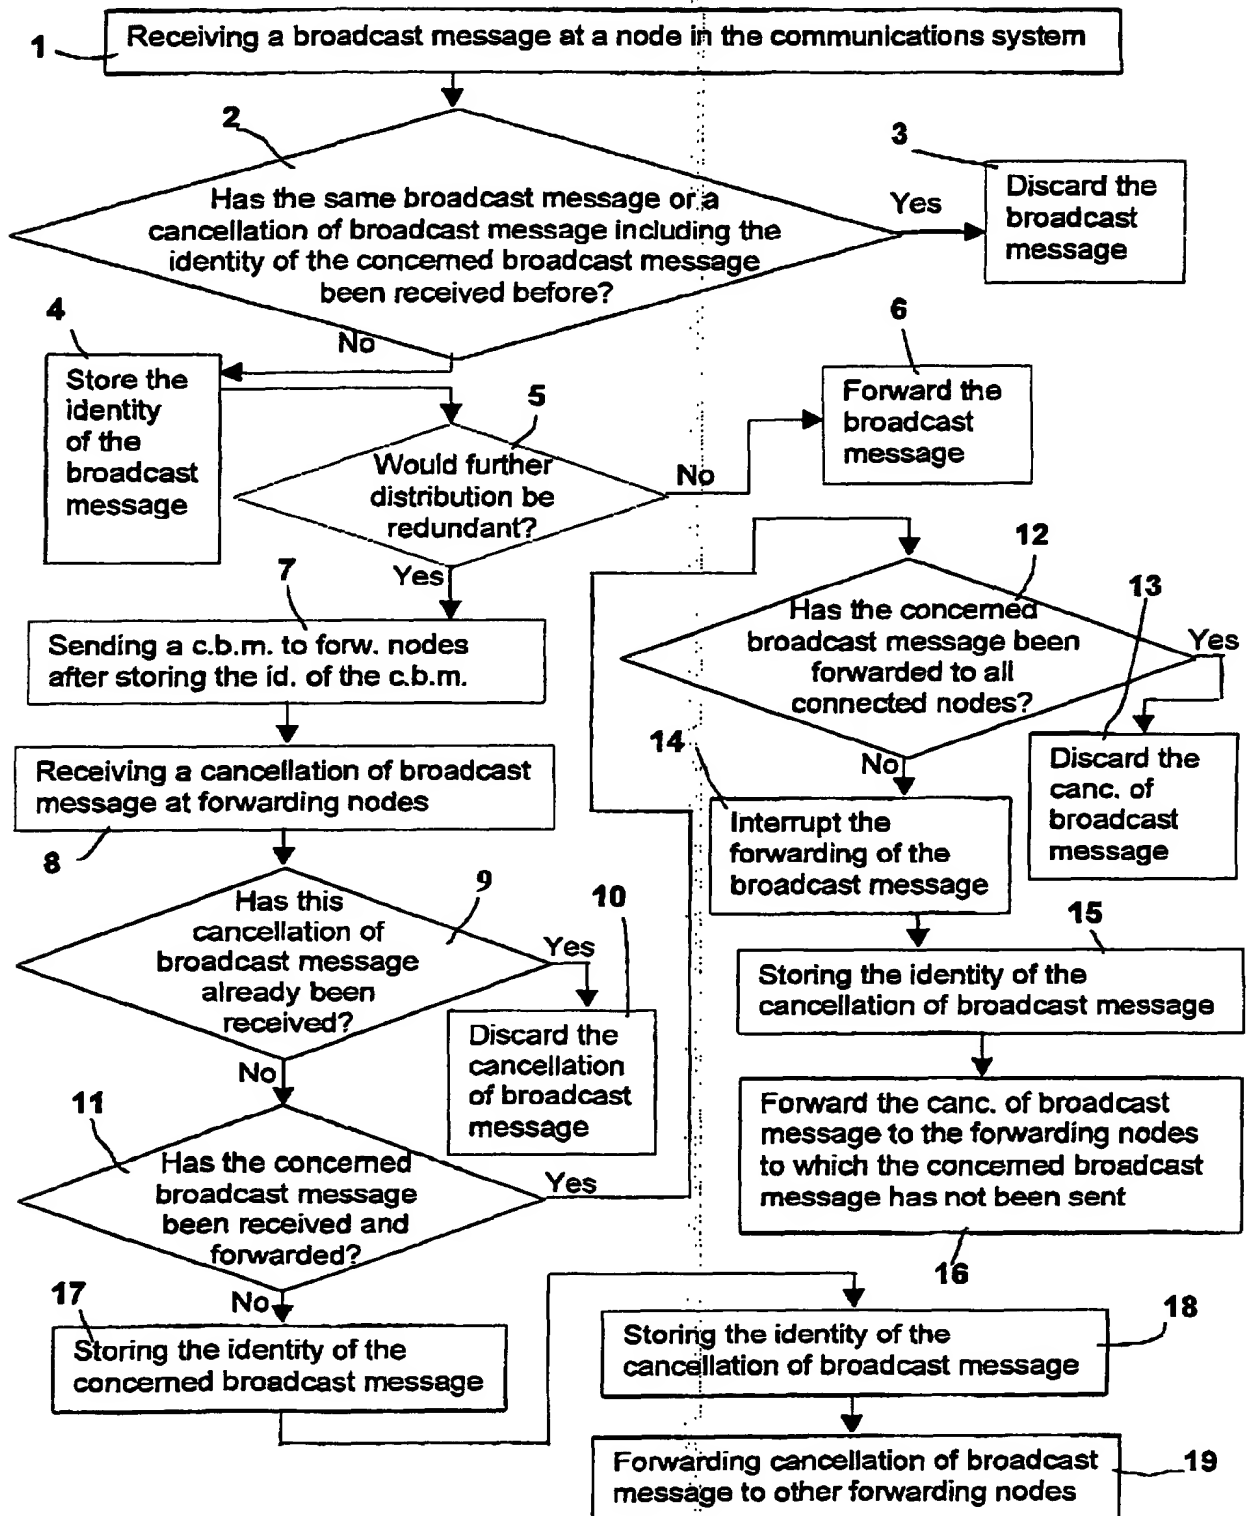 1
Receiving a broadcast message at a node in the communications system
2
Has the same broadcast message or a
cancellation of broadcast message including the
identity of the concerned broadcast message
been received before?
Yes
3
Discard the
broadcast
message
No
4
Store the
identity
of the
broadcast
message
5
Would further
distribution be
redundant?
No
6
Forward the
broadcast
message
Yes
7
Sending a c.b.m. to forw. nodes
after storing the id. of the c.b.m.
Receiving a cancellation of broadcast
message at forwarding nodes
8
9
Has this
cancellation of
broadcast message
already been
received?
Yes
10
Discard the
cancellation
of broadcast
message
No
11
Has the concerned
broadcast message
been received and
forwarded?
Yes
12
Has the concerned
broadcast message been
forwarded to all
connected nodes?
Yes
13
Discard the
canc. of
broadcast
message
No
14
Interrupt the
forwarding of the
broadcast message
15
Storing the identity of the
cancellation of broadcast message
Forward the canc. of broadcast
message to the forwarding nodes
to which the concerned broadcast
message has not been sent
16
No
17
Storing the identity of the
concerned broadcast message
18
Storing the identity of the
cancellation of broadcast message
Forwarding cancellation of broadcast
message to other forwarding nodes
19